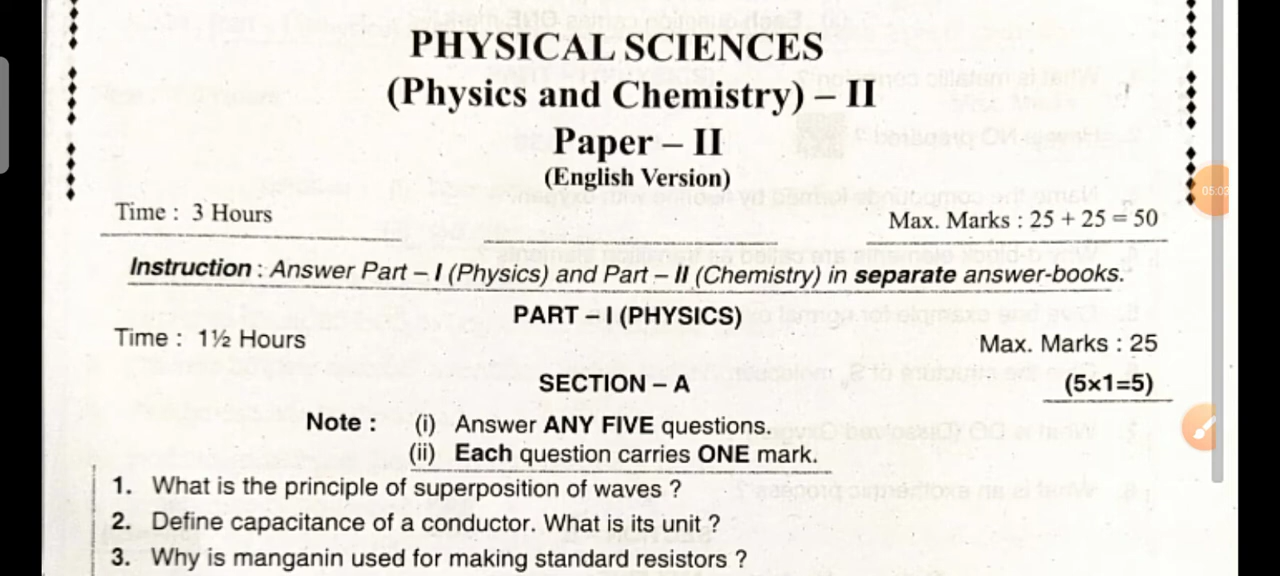 PHYSICAL SCIENCES
(Physics and Chemistry) – II
Paper – II
(English Version)
Time : 3 Hours
Max. Marks : 25 + 25 = 50
Instruction : Answer Part – I (Physics) and Part – II (Chemistry) in separate answer-books.
PART – I (PHYSICS)
Time : 1½ Hours
Max. Marks : 25
SECTION – A
(5×1=5)
Note : (i) Answer ANY FIVE questions.
(ii) Each question carries ONE mark.
1. What is the principle of superposition of waves ?
2. Define capacitance of a conductor. What is its unit ?
3. Why is manganin used for making standard resistors ?
05:03